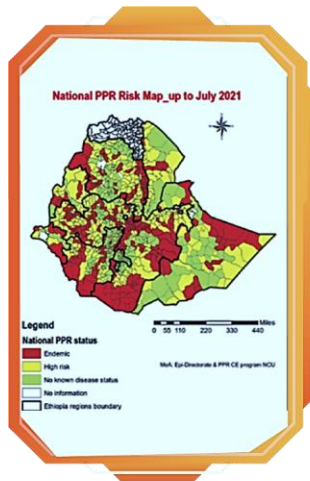 National PPR Risk Map_up to July 2021
Miles
0 55 110 220 330 440
Legend
National PPR status
Endemic
High risk
No known disease status
No information
Ethiopia regions boundary
MoA: Epi-Directorate & PPR CE program NCU